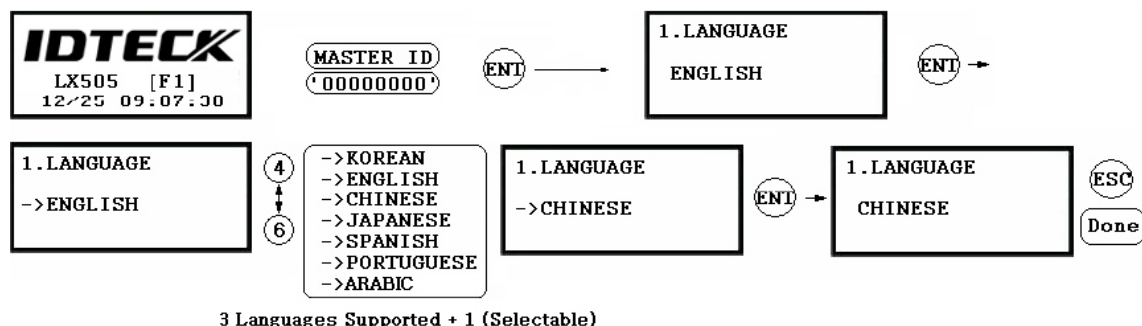 IDTECK
LX505 [F1]
12/25 09:07:30
MASTER ID
'00000000'
ENT
1.LANGUAGE
ENGLISH
ENT
1.LANGUAGE
->ENGLISH
4
6
->KOREAN
->ENGLISH
->CHINESE
->JAPANESE
->SPANISH
->PORTUGUESE
->ARABIC
1.LANGUAGE
->CHINESE
ENT
1.LANGUAGE
CHINESE
ESC
Done
3 Languages Supported + 1 (Selectable)